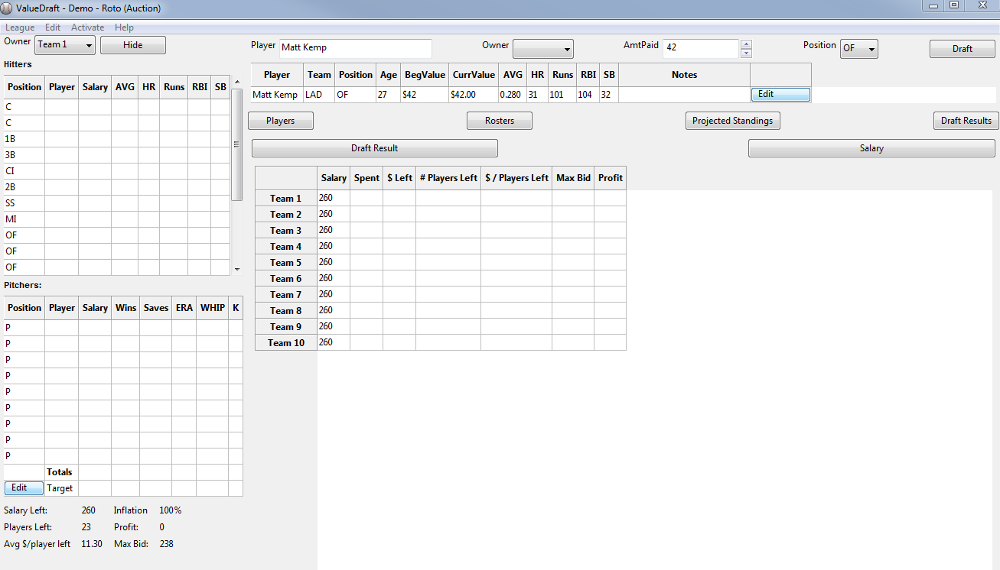 ValueDraft - Demo - Roto (Auction)
League Edit Activate Help
Owner Team 1 Hide
Player Matt Kemp Owner AmtPaid 42 Position OF Draft
Hitters
Position Player Salary AVG HR Runs RBI SB
C
C
1B
3B
CI
2B
SS
MI
OF
OF
OF
Pitchers:
Position Player Salary Wins Saves ERA WHIP K
P
P
P
P
P
P
P
P
P
Totals
Edit Target
Salary Left: 260 Inflation 100%
Players Left: 23 Profit: 0
Avg $/player left 11.30 Max Bid: 238
Player Team Position Age BegValue CurrValue AVG HR Runs RBI SB Notes
Matt Kemp LAD OF 27 $42 $42.00 0.280 31 101 104 32 Edit
Players Rosters Projected Standings Draft Results
Draft Result Salary
Salary Spent $ Left # Players Left $ / Players Left Max Bid Profit
Team 1 260
Team 2 260
Team 3 260
Team 4 260
Team 5 260
Team 6 260
Team 7 260
Team 8 260
Team 9 260
Team 10 260